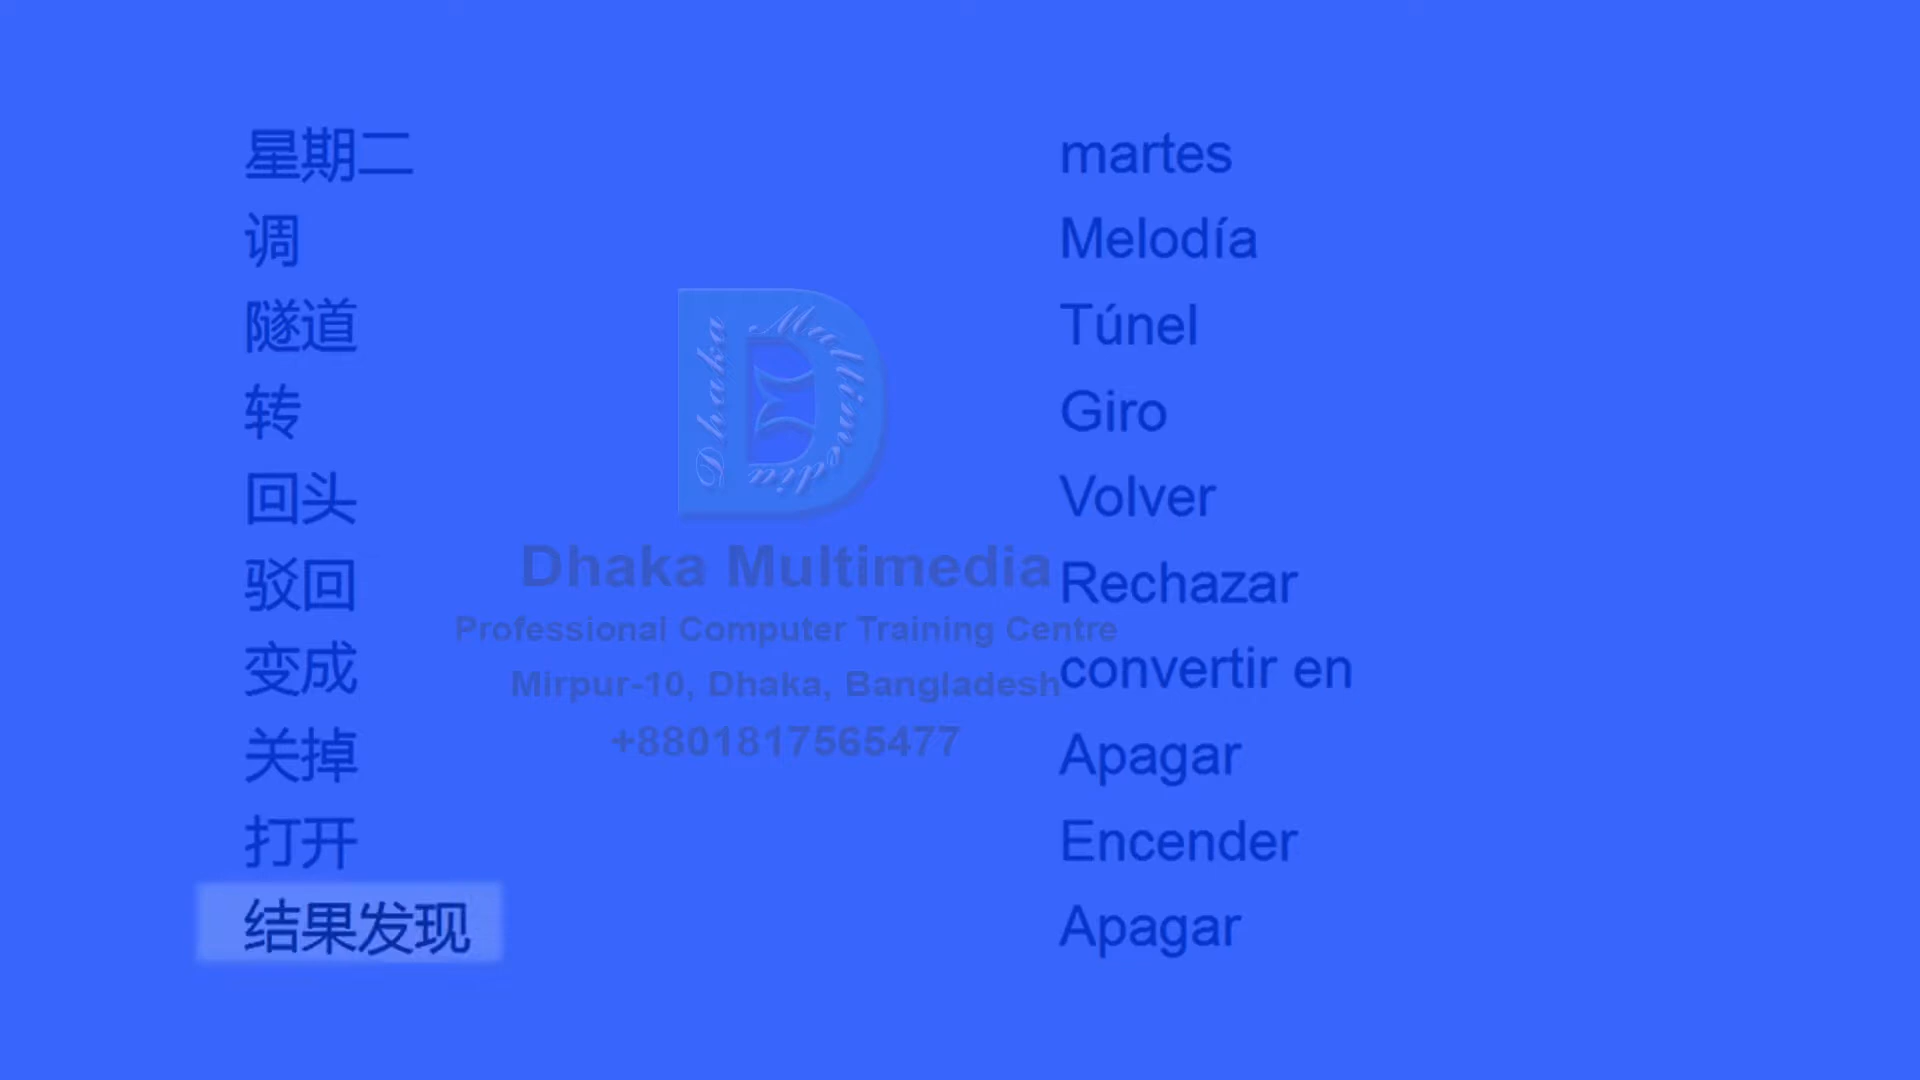 星期二 martes
调 Melodía
隧道 Túnel
转 Giro
回头 Volver
驳回 Rechazar
变成 convertir en
关掉 Apagar
打开 Encender
结果发现 Apagar
Dhaka Multimedia
Dhaka Multimedia
Professional Computer Training Centre
Mirpur-10, Dhaka, Bangladesh
+8801817565477